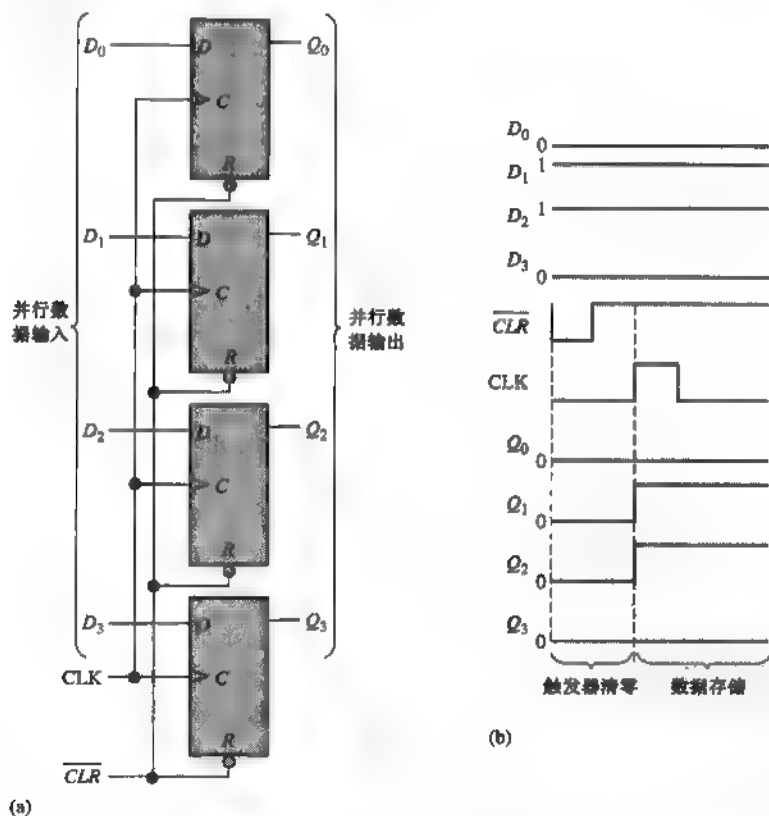 D₀ D Q₀
C
R
D₁ D Q₁
C
R
并行数
据输入
并行数
据输出
D₂ D Q₂
C
R
D₃ D Q₃
CLK C
R
C̅L̅R̅
(a)
D₀ 0
D₁ 1
D₂ 1
D₃ 0
C̅L̅R̅
CLK
Q₀ 0
Q₁ 0
Q₂ 0
Q₃ 0
触发器清零 数据存储
(b)